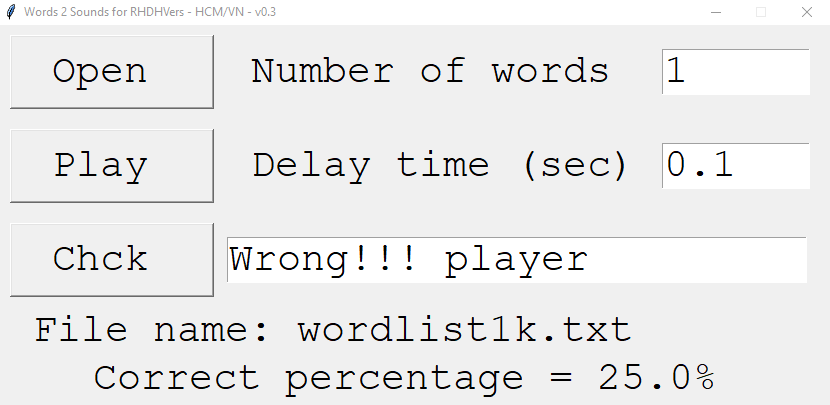 Words 2 Sounds for RHDHVers - HCM/VN - v0.3
Open Number of words 1
Play Delay time (sec) 0.1
Chck Wrong!!! player
File name: wordlist1k.txt
Correct percentage = 25.0%